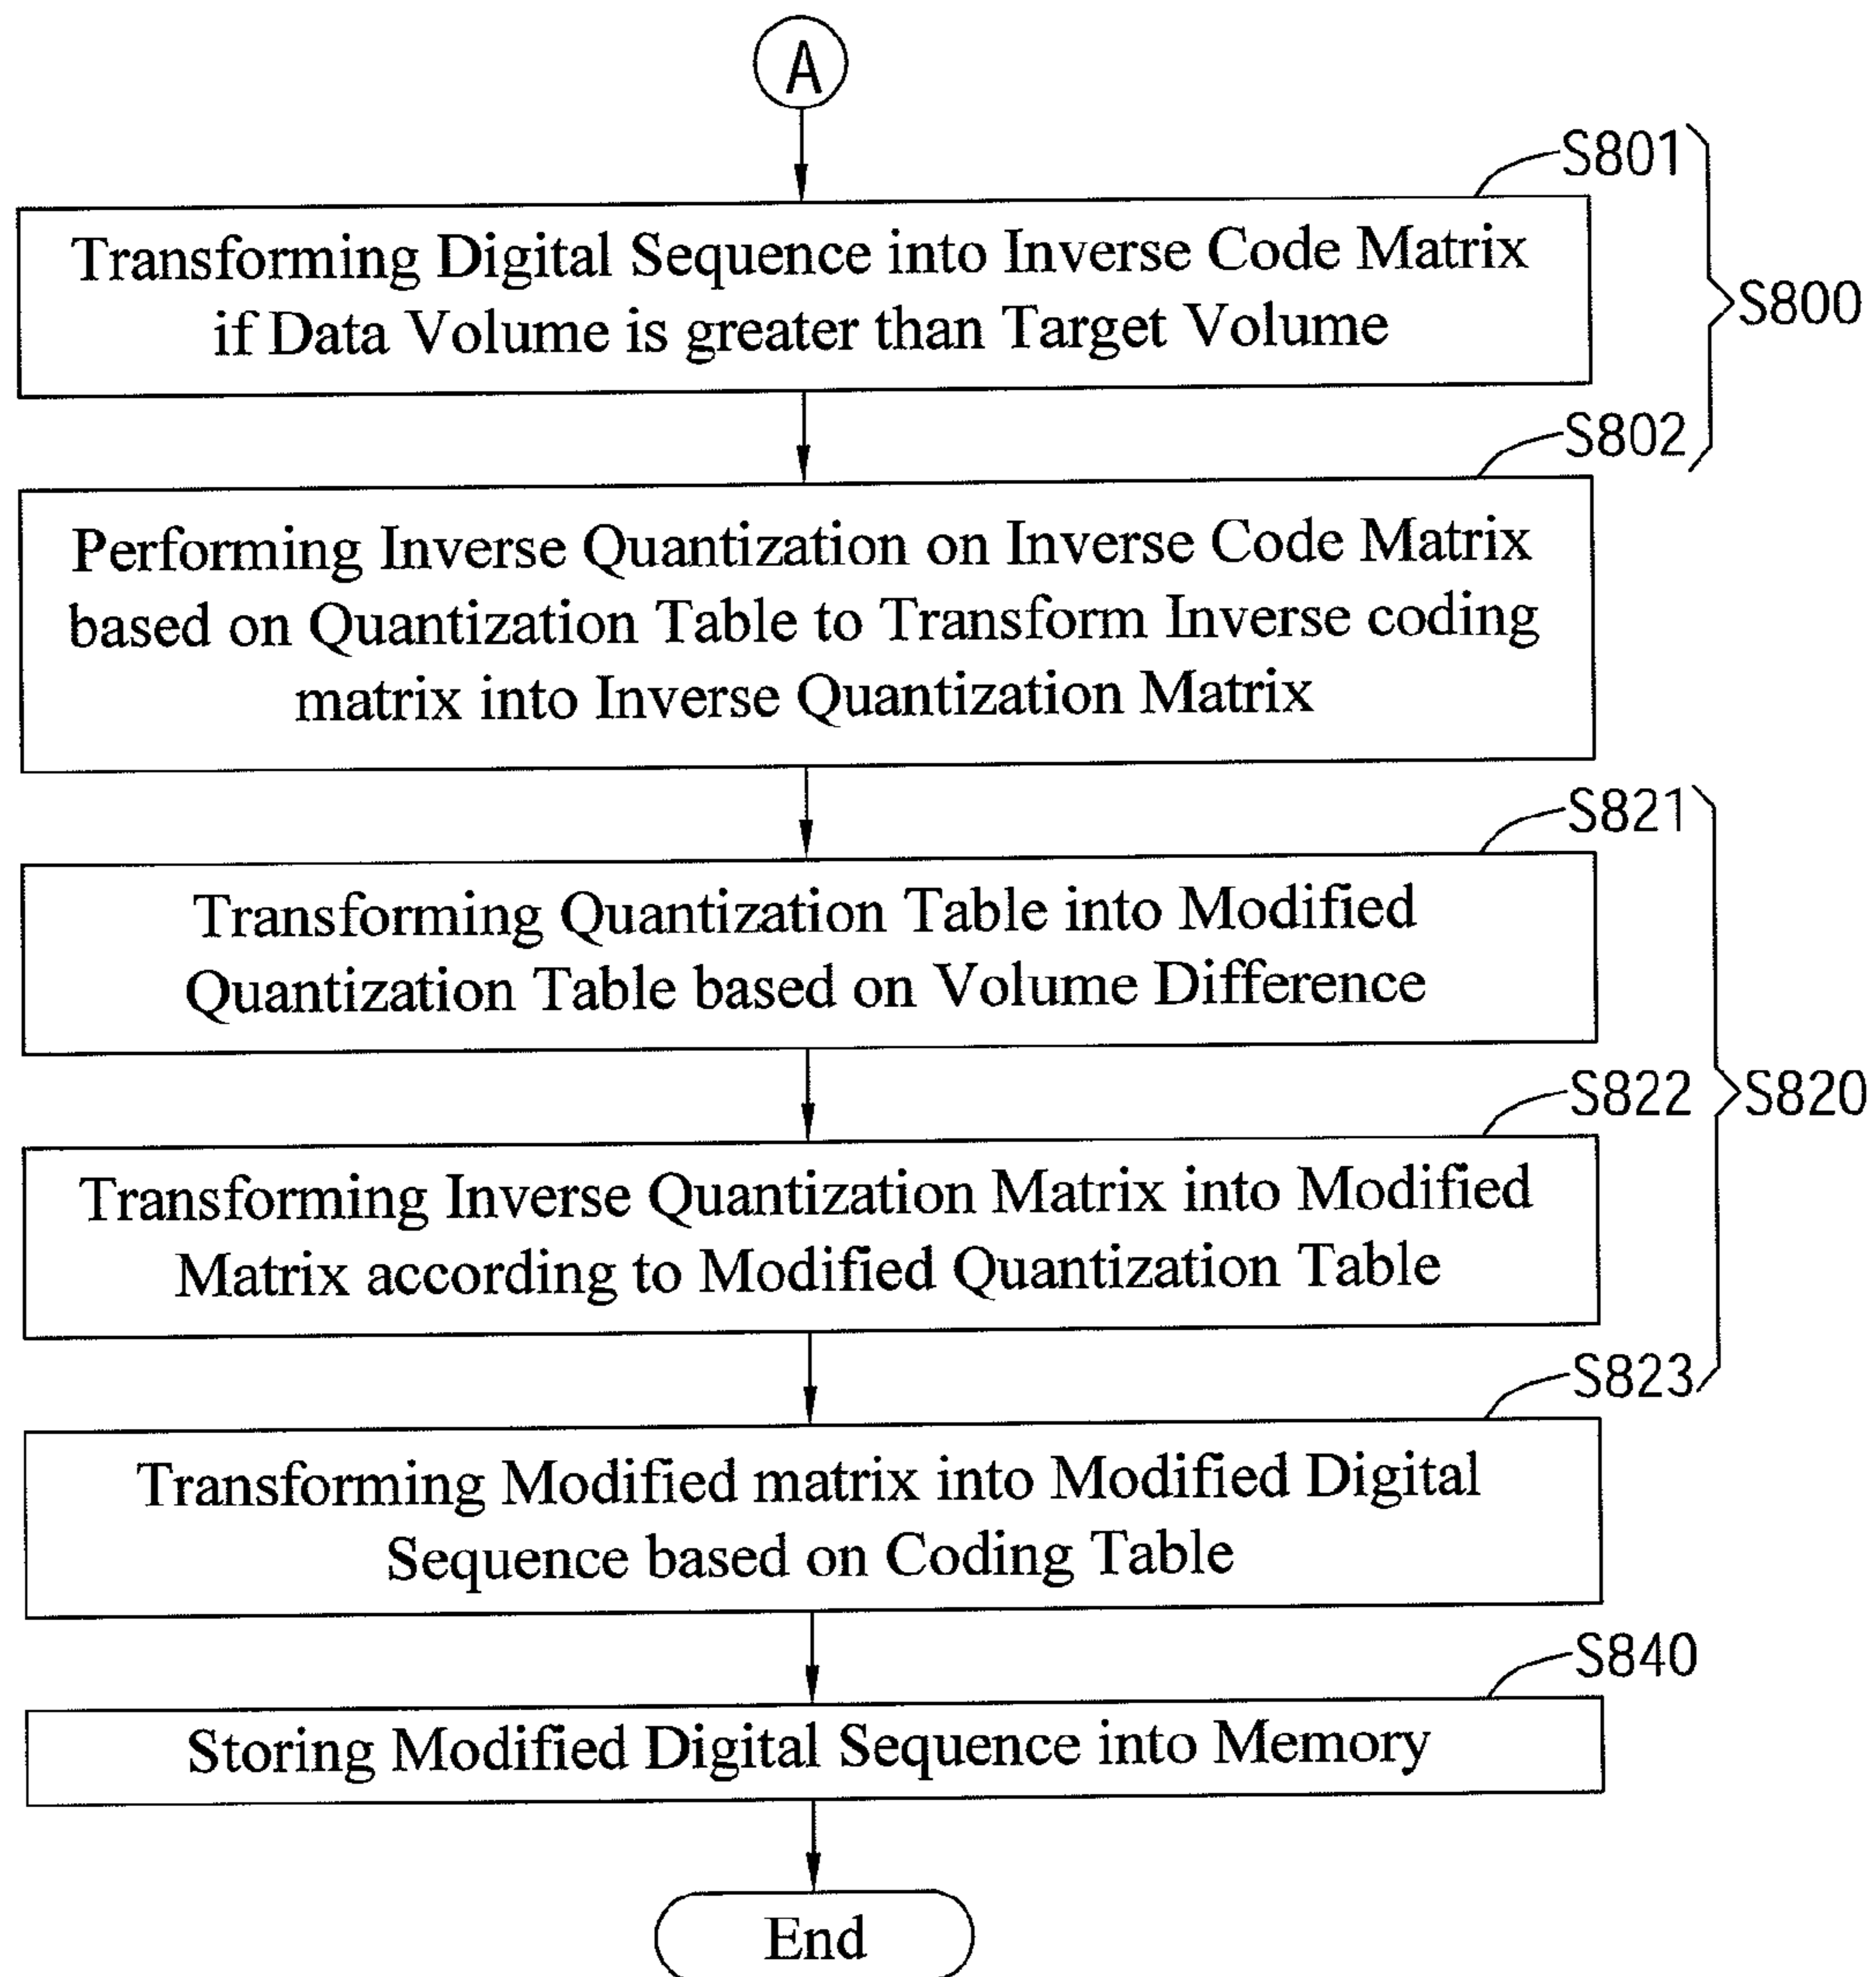 A
S801
Transforming Digital Sequence into Inverse Code Matrix
if Data Volume is greater than Target Volume
S800
S802
Performing Inverse Quantization on Inverse Code Matrix
based on Quantization Table to Transform Inverse coding
matrix into Inverse Quantization Matrix
S821
Transforming Quantization Table into Modified
Quantization Table based on Volume Difference
S822
S820
Transforming Inverse Quantization Matrix into Modified
Matrix according to Modified Quantization Table
S823
Transforming Modified matrix into Modified Digital
Sequence based on Coding Table
S840
Storing Modified Digital Sequence into Memory
End